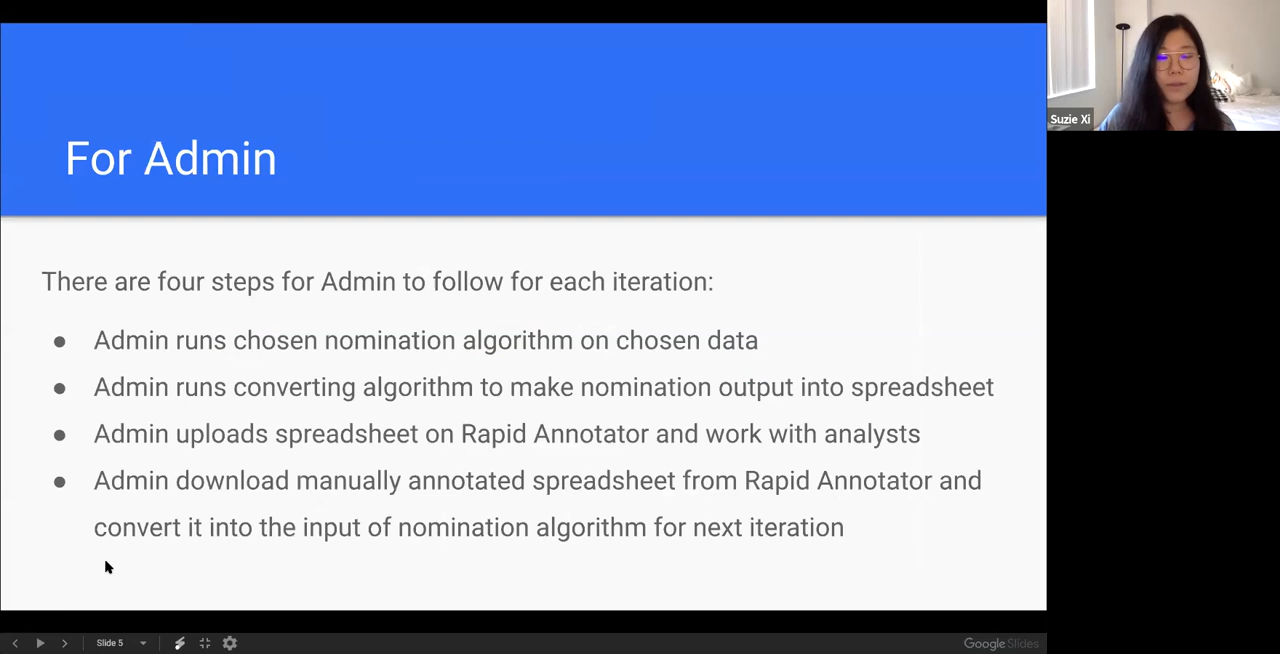 For Admin
Suzie Xi
There are four steps for Admin to follow for each iteration:
● Admin runs chosen nomination algorithm on chosen data
● Admin runs converting algorithm to make nomination output into spreadsheet
● Admin uploads spreadsheet on Rapid Annotator and work with analysts
● Admin download manually annotated spreadsheet from Rapid Annotator and
convert it into the input of nomination algorithm for next iteration
Slide 5
Google Slides